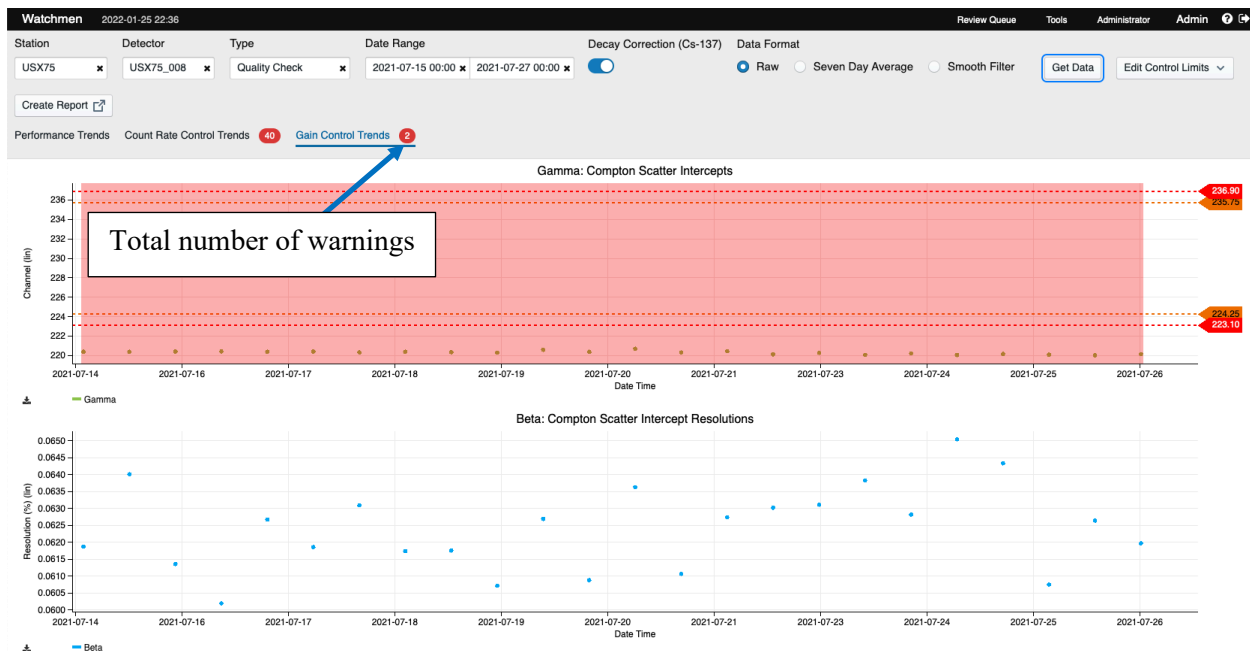 Watchmen 2022-01-25 22:36 Review Queue Tools Administrator Admin
Station Detector Type Date Range Decay Correction (Cs-137) Data Format
USX75 × USX75_008 × Quality Check × 2021-07-15 00:00 × 2021-07-27 00:00 × Raw Seven Day Average Smooth Filter Get Data Edit Control Limits
Create Report
Performance Trends Count Rate Control Trends 40 Gain Control Trends 2
Gamma: Compton Scatter Intercepts
236.90
235.75
236
234
232
230
228
226
224
222
220
Channel (lin)
Total number of warnings
224.25
223.10
2021-07-14 2021-07-16 2021-07-17 2021-07-18 2021-07-19 2021-07-20 2021-07-21 2021-07-23 2021-07-24 2021-07-25 2021-07-26
Date Time
Gamma
Beta: Compton Scatter Intercept Resolutions
0.0650
0.0645
0.0640
0.0635
0.0630
0.0625
0.0620
0.0615
0.0610
0.0605
0.0600
Resolution (%) (lin)
2021-07-14 2021-07-16 2021-07-17 2021-07-18 2021-07-19 2021-07-20 2021-07-21 2021-07-23 2021-07-24 2021-07-25 2021-07-26
Date Time
Beta